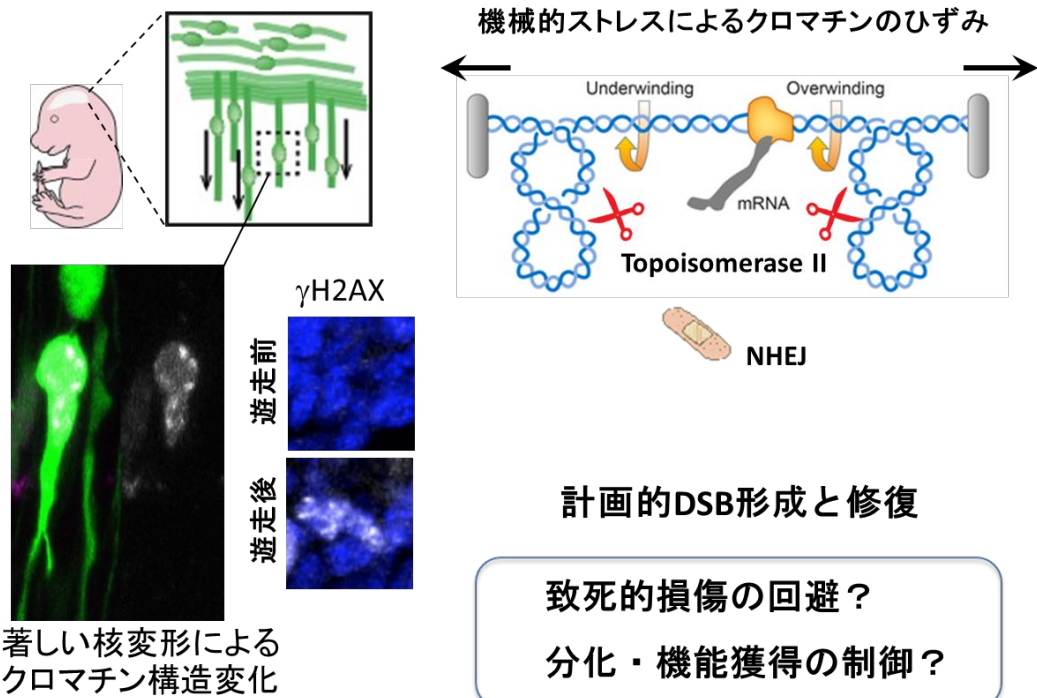 機械的ストレスによるクロマチンのひずみ
Underwinding
Overwinding
mRNA
Topoisomerase II
NHEJ
γH2AX
遊走前
遊走後
著しい核変形による
クロマチン構造変化
計画的DSB形成と修復
致死的損傷の回避？
分化・機能獲得の制御？